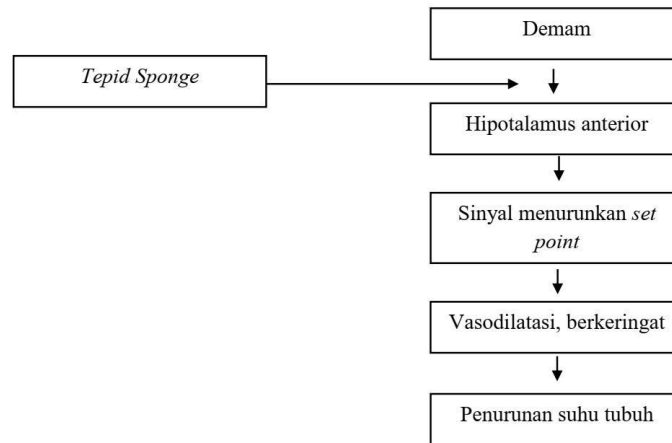 Demam
Tepid Sponge
Hipotalamus anterior
Sinyal menurunkan set
point
Vasodilatasi, berkeringat
Penurunan suhu tubuh